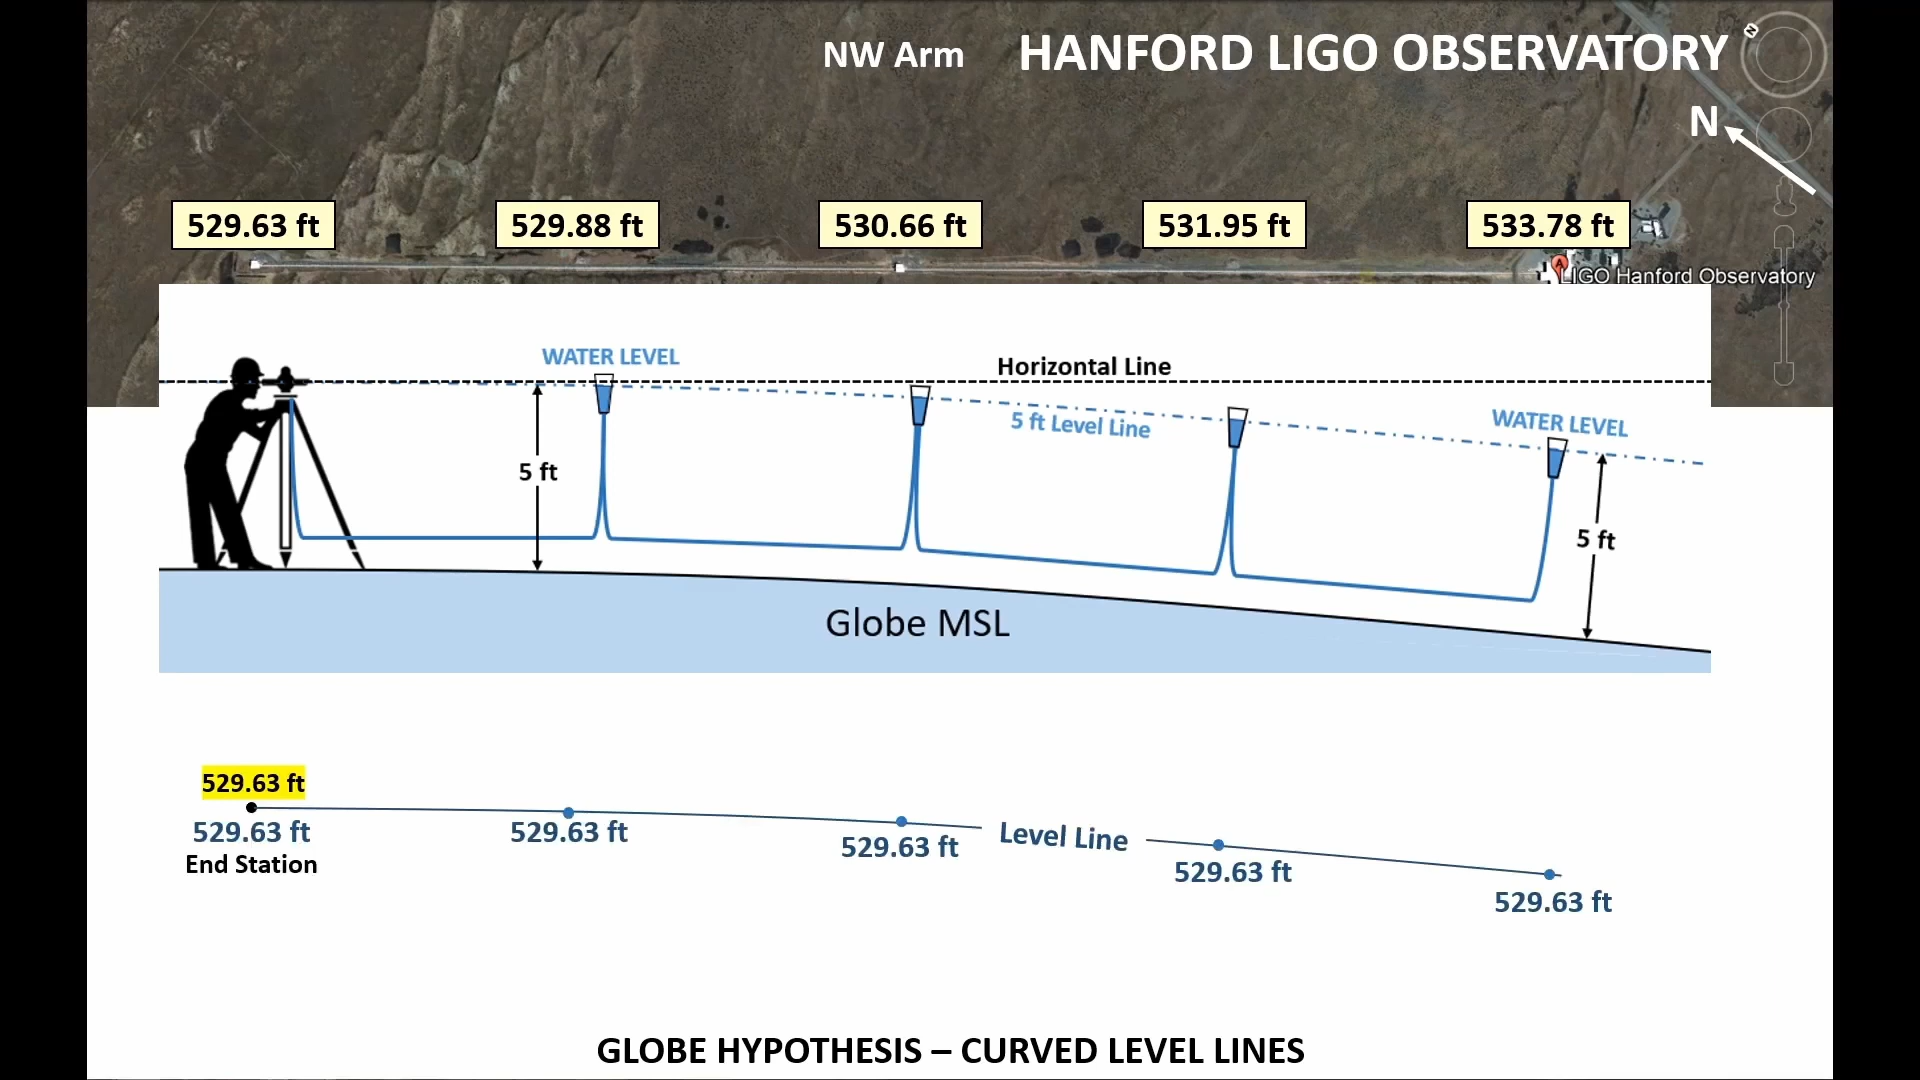 NW Arm
HANFORD LIGO OBSERVATORY
N
N
529.63 ft
529.88 ft
530.66 ft
531.95 ft
533.78 ft
A
LIGO Hanford Observatory
WATER LEVEL
Horizontal Line
5 ft Level Line
WATER LEVEL
5 ft
5 ft
Globe MSL
529.63 ft
529.63 ft
End Station
529.63 ft
529.63 ft
Level Line
529.63 ft
529.63 ft
GLOBE HYPOTHESIS – CURVED LEVEL LINES